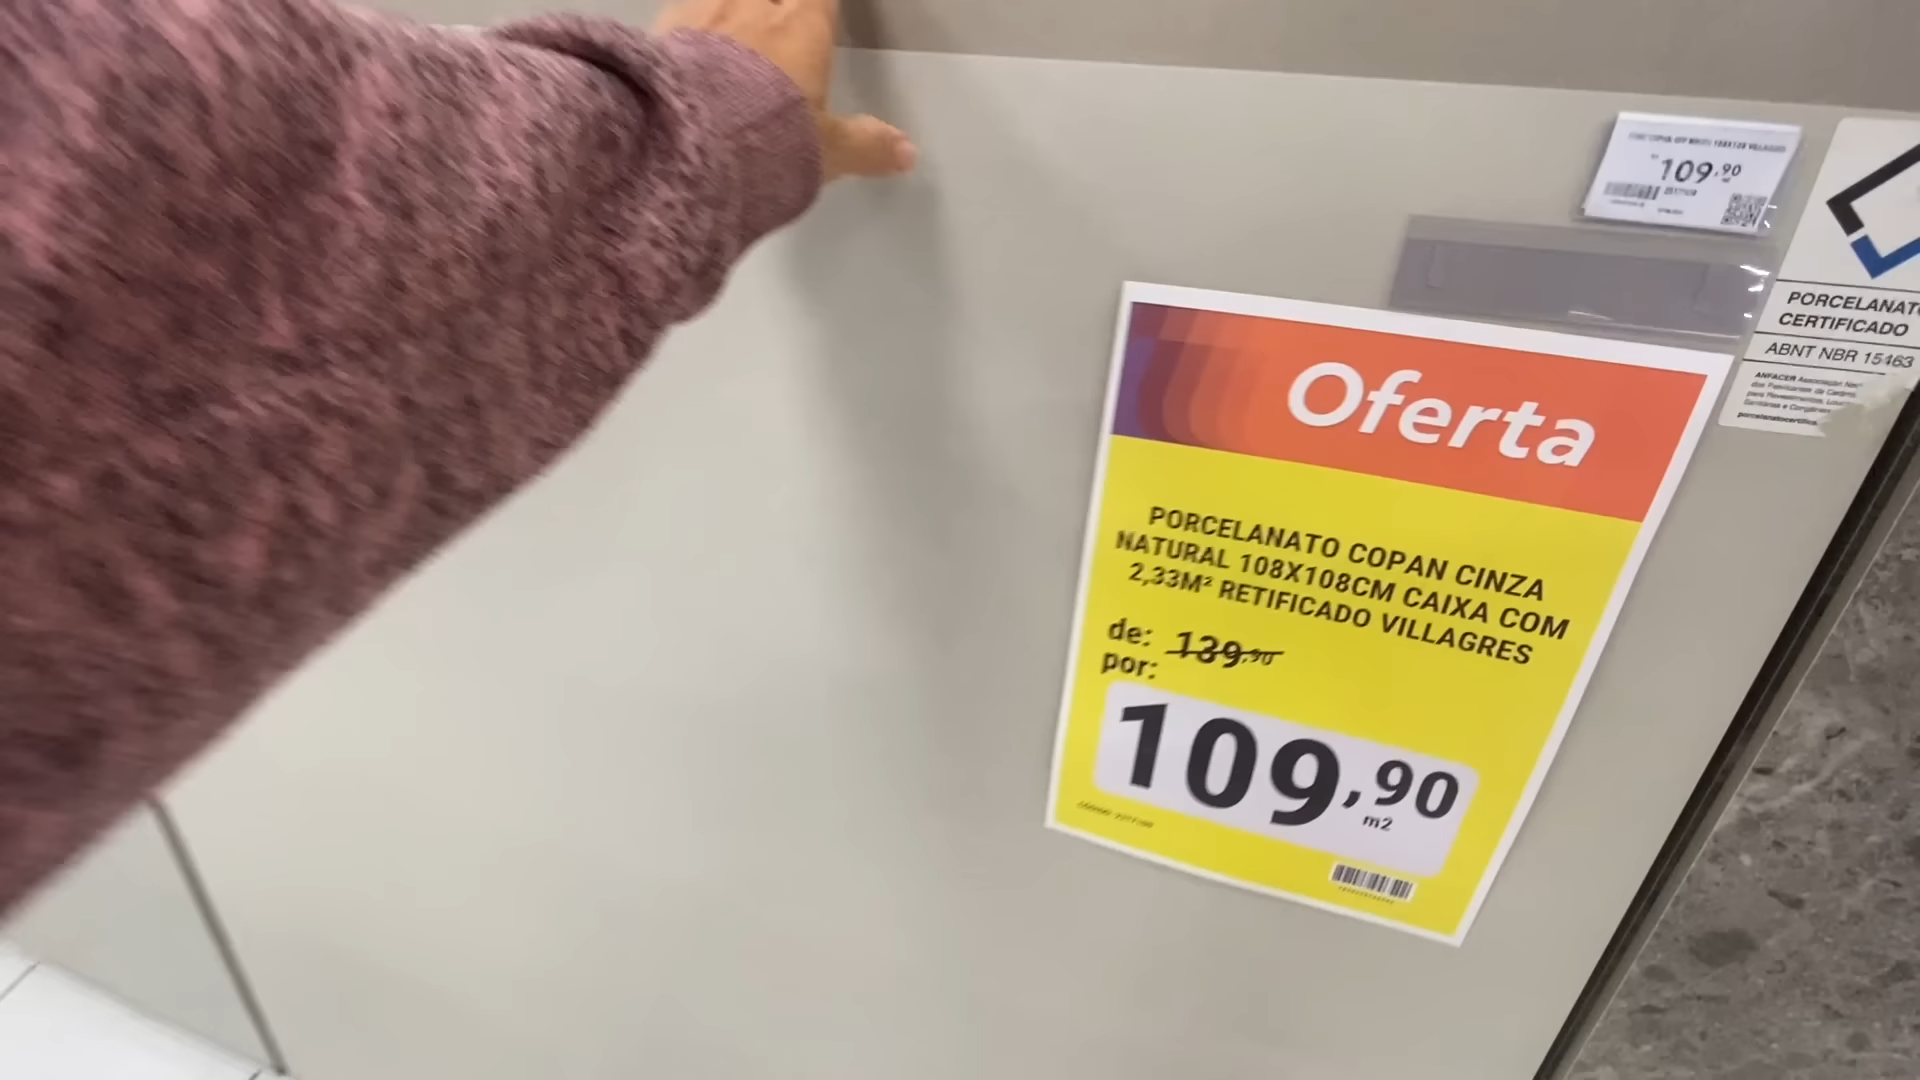 109,90
PORCELANATO
CERTIFICADO
ABNT NBR 15463
Oferta
PORCELANATO COPAN CINZA
NATURAL 108X108CM CAIXA COM
2,33M² RETIFICADO VILLAGRES
de: 139,90
por:
109,90
m2